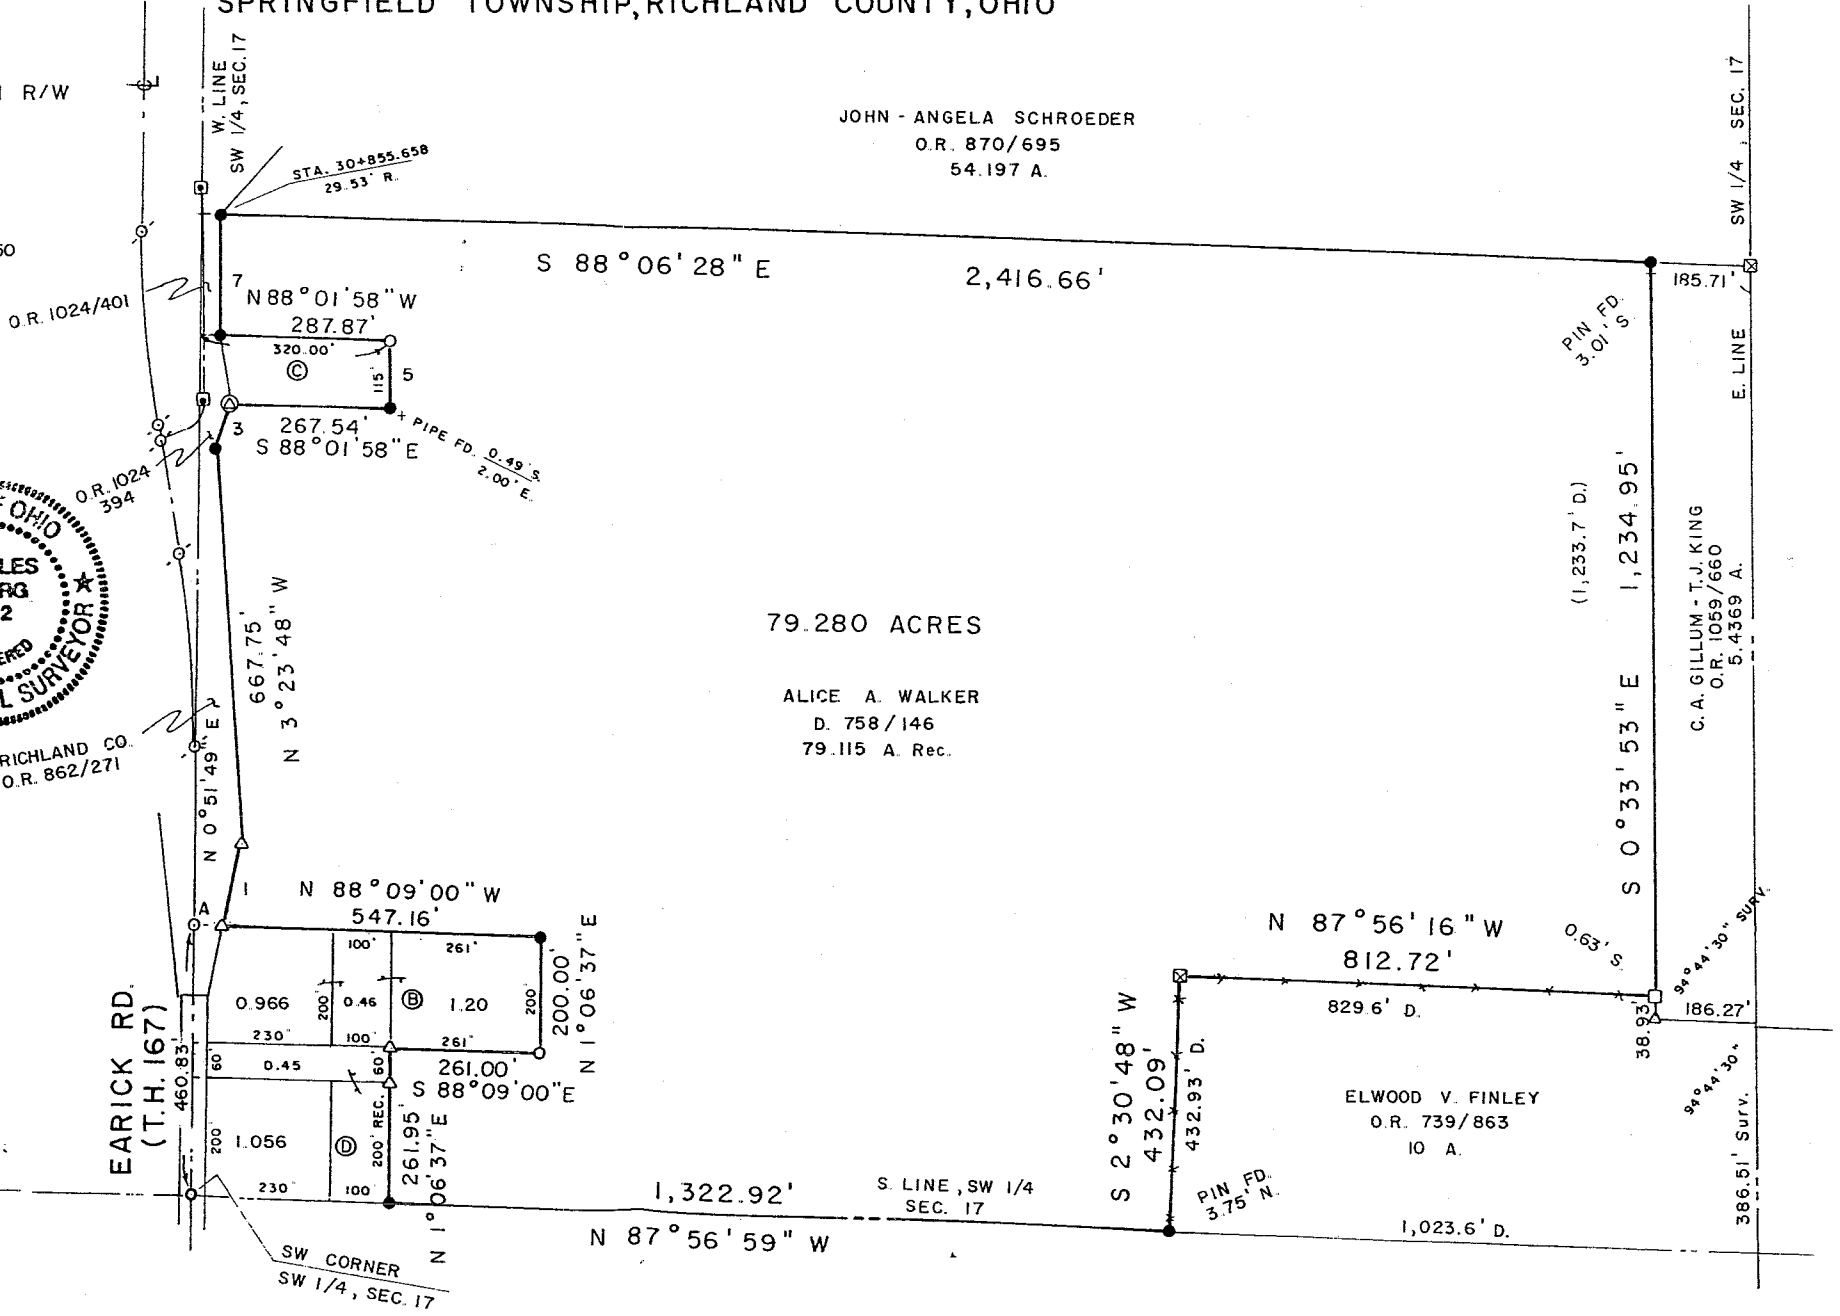 SPRINGFIELD TOWNSHIP, RICHLAND COUNTY, OHIO
R/W
W. LINE
SW 1/4, SEC. 17
STA. 30+855.658
29.53' R.
JOHN - ANGELA SCHROEDER
O.R. 870/695
54.197 A.
SW 1/4, SEC. 17
E. LINE
S 88°06'28" E 2,416.66'
185.71'
PIN FD.
3.01' S
O.R. 1024/401
7
N 88°01'58" W
287.87'
320.00'
C
115'
5
3
267.54'
S 88°01'58" E
PIPE FD. 0.49' S.
2.00' E.
O.R. 1024
394
OHIO
SURVEYOR
RICHLAND CO.
O.R. 862/271
N 0°51'49" E
667.75'
N 3°23'48" W
79.280 ACRES
ALICE A. WALKER
D. 758/146
79.115 A. Rec.
(1,233.7' D.)
1,234.95'
S 0°33'53" E
C. A. GILLUM - T.J. KING
O.R. 1059/660
5.4369 A.
A
1
N 88°09'00" W
547.16'
100'
261'
0.966
200'
0.46
B
1.20
200'
200.00'
N 1°06'37" E
230'
100'
261'
261.00'
S 88°09'00" E
60'
0.45
60'
460.83'
EARICK RD.
(T.H. 167)
200'
1.056
D
200' REC.
261.95'
N 1°06'37" E
230'
100'
SW CORNER
SW 1/4, SEC. 17
1,322.92'
N 87°56'59" W
S. LINE, SW 1/4
SEC. 17
N 87°56'16" W
812.72'
829.6' D.
0.63' S.
94°44'30" SURV.
186.27'
38.93'
94°44'30"
S 2°30'48" W
432.09'
432.93' D.
ELWOOD V. FINLEY
O.R. 739/863
10 A.
PIN FD.
3.75' N.
1,023.6' D.
386.51' Surv.